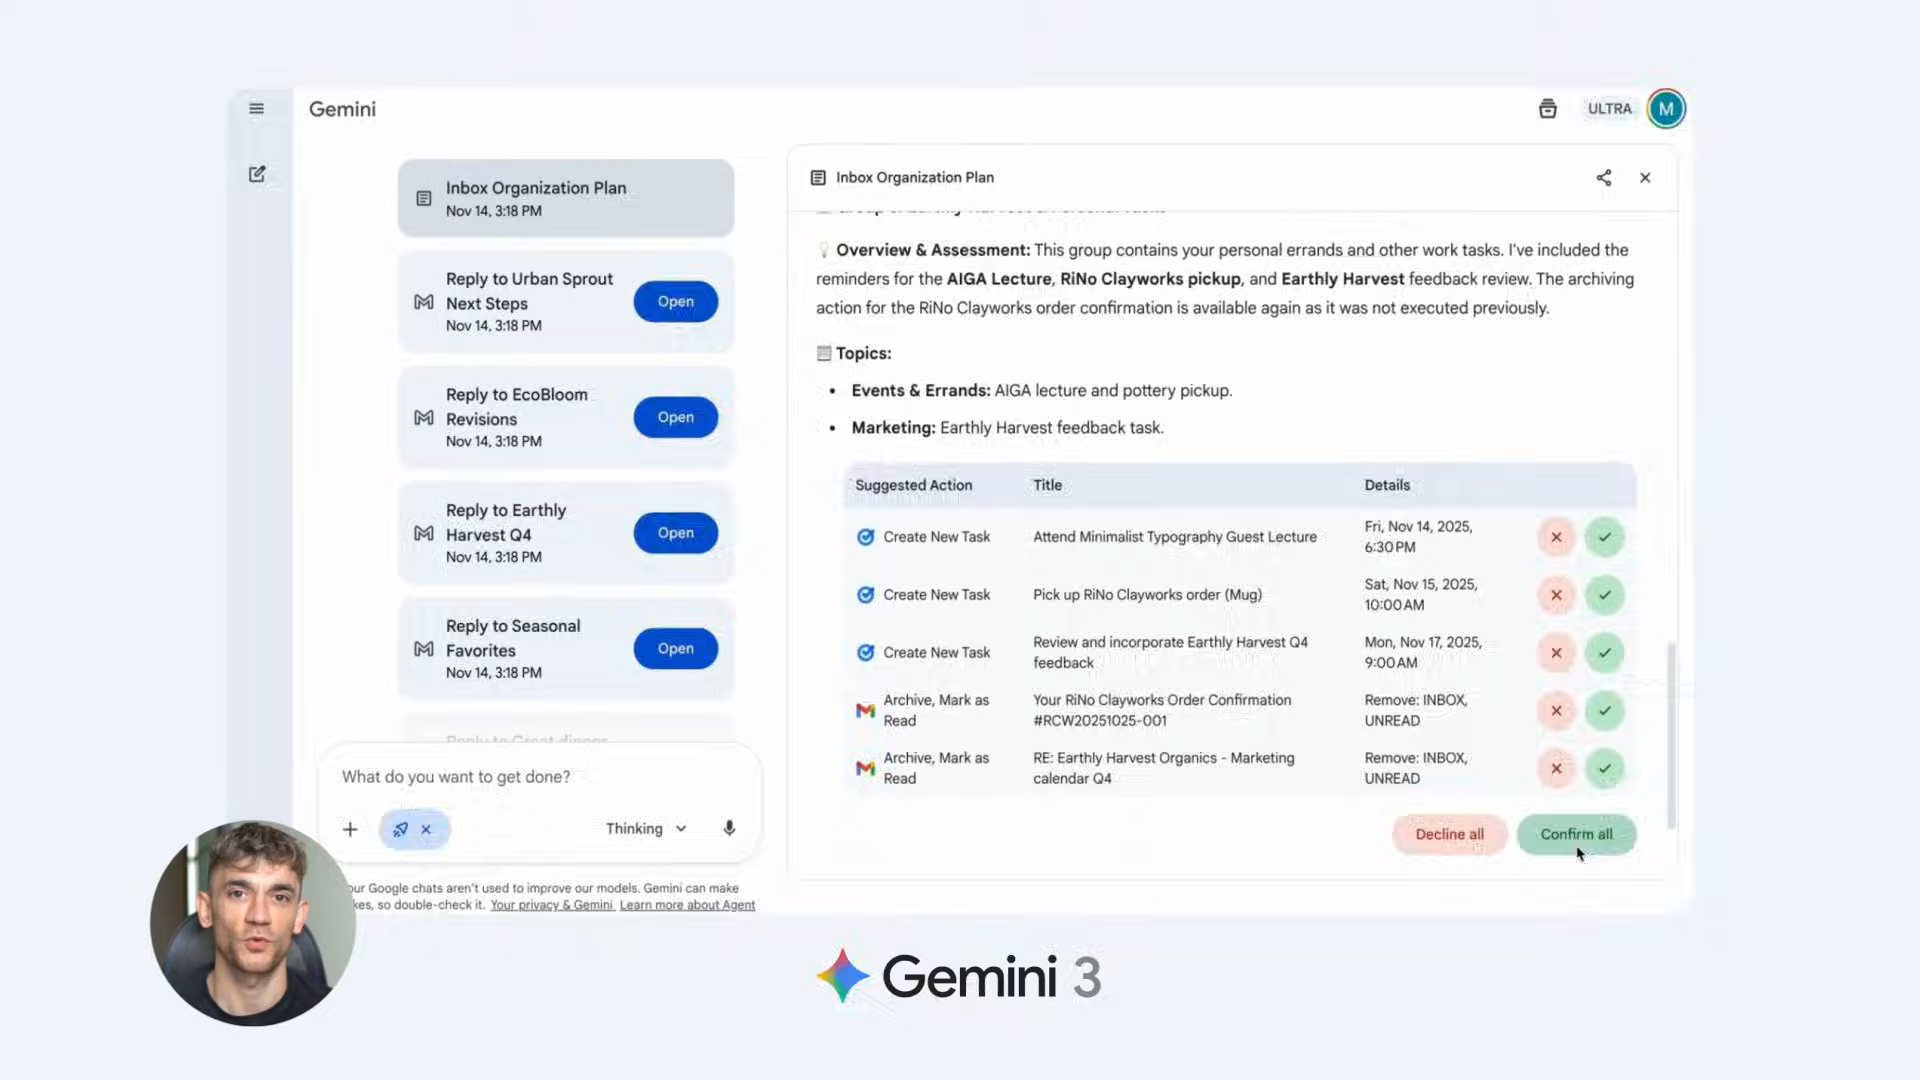 Gemini
ULTRA
M
Inbox Organization Plan
Nov 14, 3:18 PM
Reply to Urban Sprout
Next Steps
Nov 14, 3:18 PM
Open
Reply to EcoBloom
Revisions
Nov 14, 3:18 PM
Open
Reply to Earthly
Harvest Q4
Nov 14, 3:18 PM
Open
Reply to Seasonal
Favorites
Nov 14, 3:18 PM
Open
What do you want to get done?
Thinking
our Google chats aren't used to improve our models. Gemini can make
kes, so double-check it. Your privacy & Gemini Learn more about Agent
Inbox Organization Plan
Overview & Assessment: This group contains your personal errands and other work tasks. I've included the
reminders for the AIGA Lecture, RiNo Clayworks pickup, and Earthly Harvest feedback review. The archiving
action for the RiNo Clayworks order confirmation is available again as it was not executed previously.
Topics:
• Events & Errands: AIGA lecture and pottery pickup.
• Marketing: Earthly Harvest feedback task.
Suggested Action Title Details
Create New Task Attend Minimalist Typography Guest Lecture Fri, Nov 14, 2025,
6:30 PM
Create New Task Pick up RiNo Clayworks order (Mug) Sat, Nov 15, 2025,
10:00 AM
Create New Task Review and incorporate Earthly Harvest Q4 Mon, Nov 17, 2025,
feedback 9:00 AM
Archive, Mark as Your RiNo Clayworks Order Confirmation Remove: INBOX,
Read #RCW20251025-001 UNREAD
Archive, Mark as RE: Earthly Harvest Organics - Marketing Remove: INBOX,
Read calendar Q4 UNREAD
Decline all Confirm all
Gemini 3